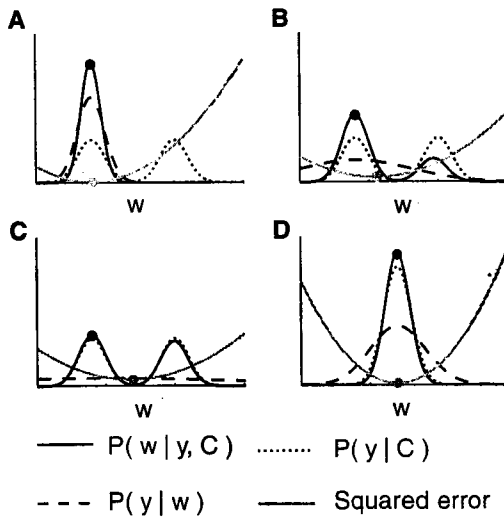 A
B
w
w
C
D
w
w
P( w | y, C )
P( y | C )
P( y | w )
Squared error